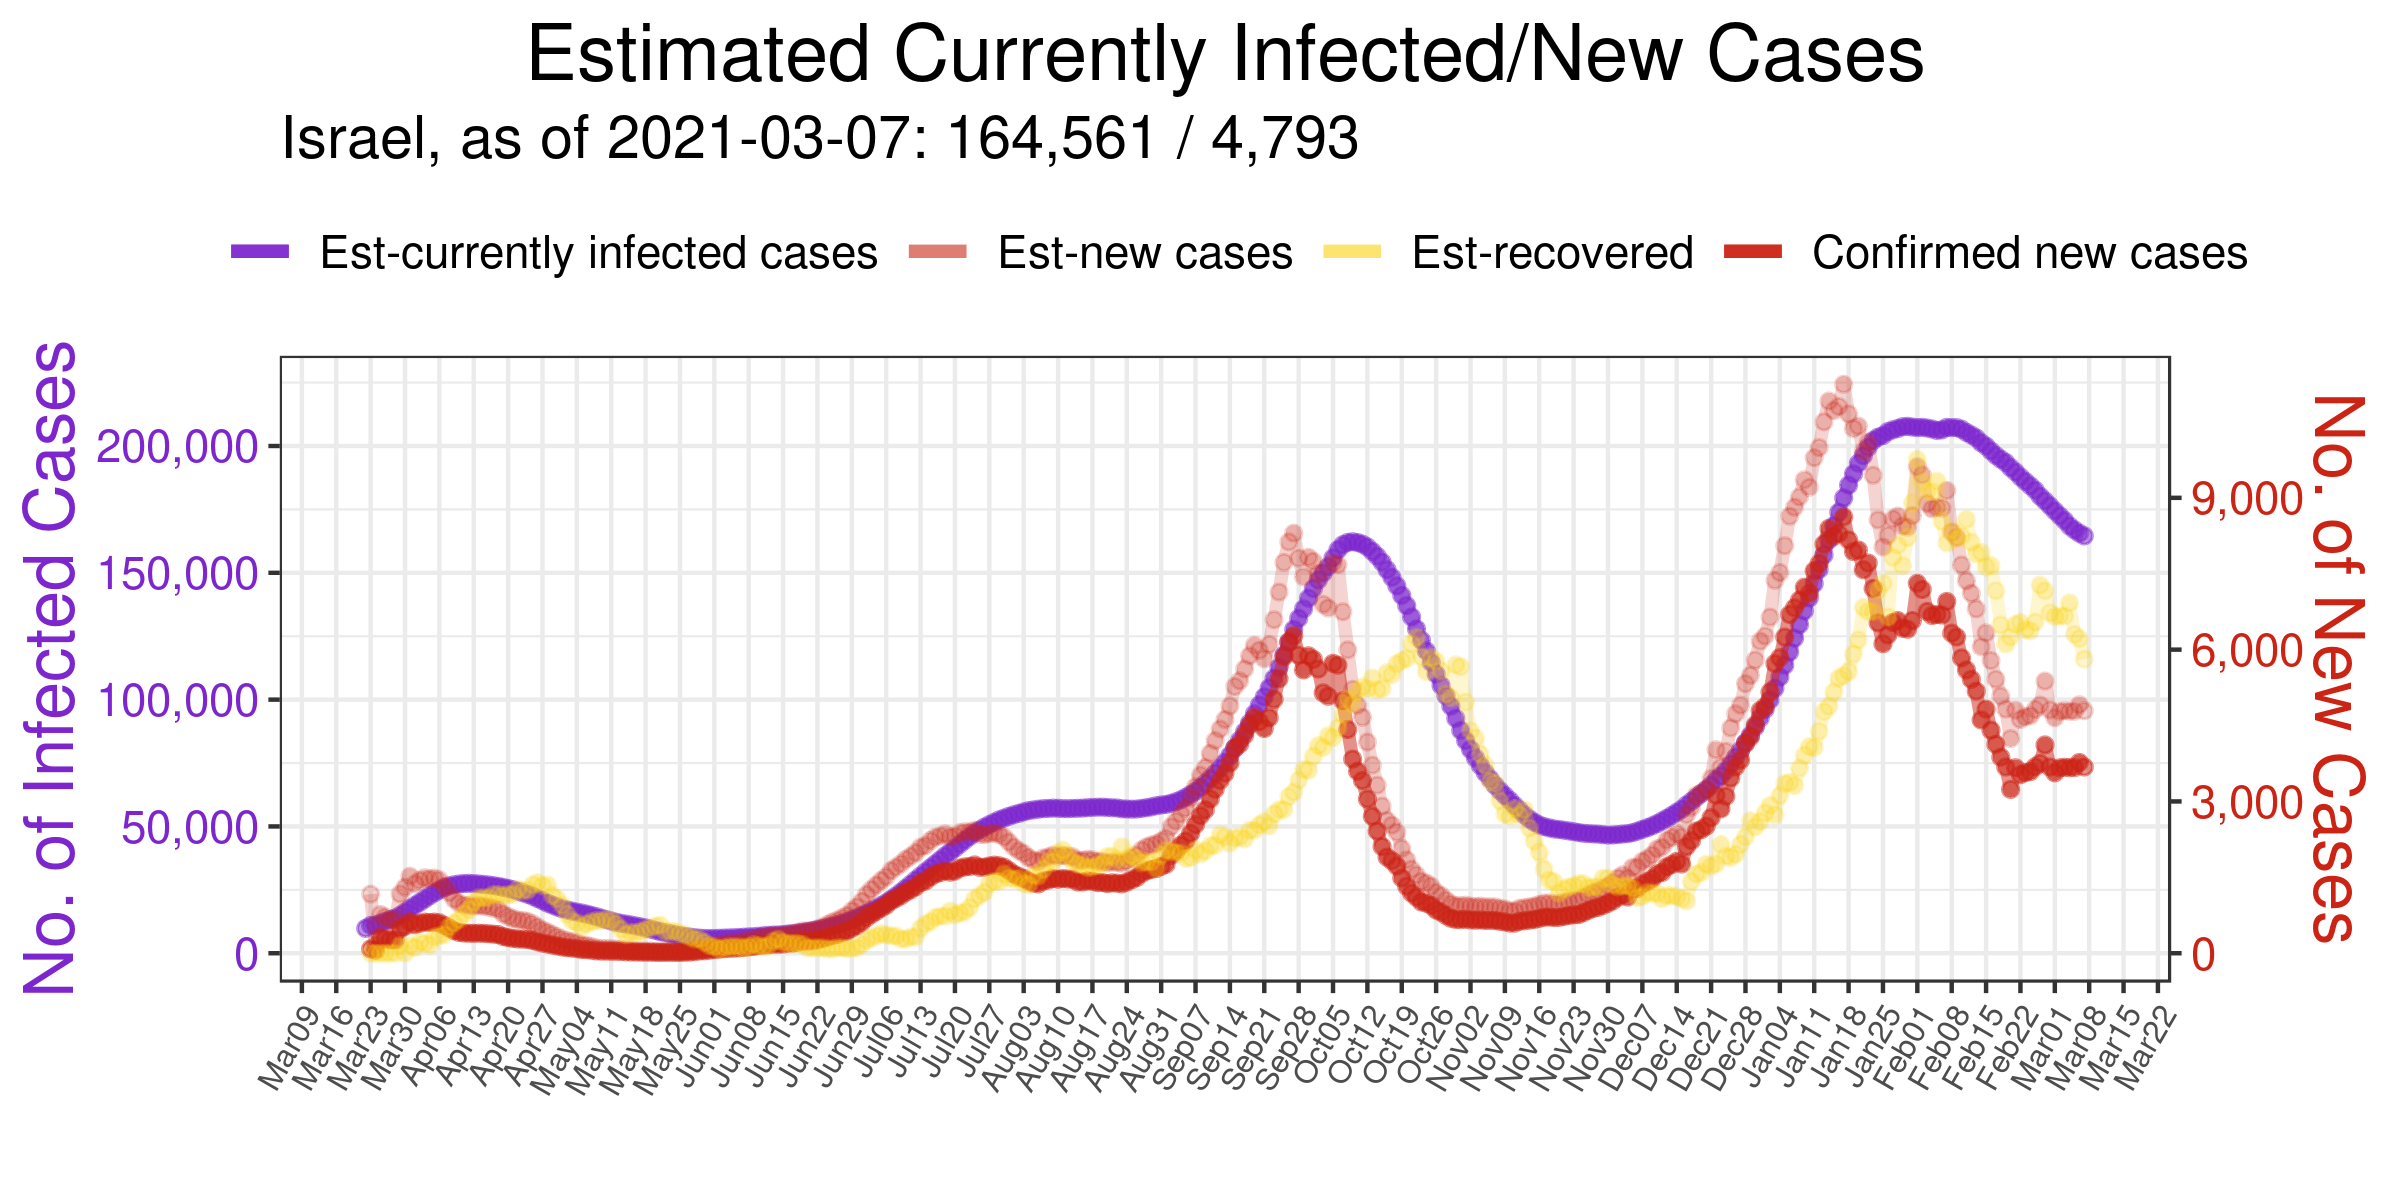 Estimated Currently Infected/New Cases
Israel, as of 2021-03-07: 164,561 / 4,793
Est-currently infected cases
Est-new cases
Est-recovered
Confirmed new cases
No. of Infected Cases
200,000
150,000
100,000
50,000
0
9,000
6,000
3,000
0
No. of New Cases
Mar09
Mar16
Mar23
Mar30
Apr06
Apr13
Apr20
Apr27
May04
May11
May18
May25
Jun01
Jun08
Jun15
Jun22
Jun29
Jul06
Jul13
Jul20
Jul27
Aug03
Aug10
Aug17
Aug24
Aug31
Sep07
Sep14
Sep21
Sep28
Oct05
Oct12
Oct19
Oct26
Nov02
Nov09
Nov16
Nov23
Nov30
Dec07
Dec14
Dec21
Dec28
Jan04
Jan11
Jan18
Jan25
Feb01
Feb08
Feb15
Feb22
Mar01
Mar08
Mar15
Mar22